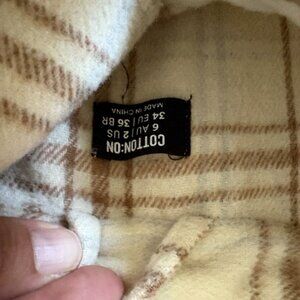 COTTON:ON
6 AU | 2 US
34 EU | 36 BR
MADE IN CHINA